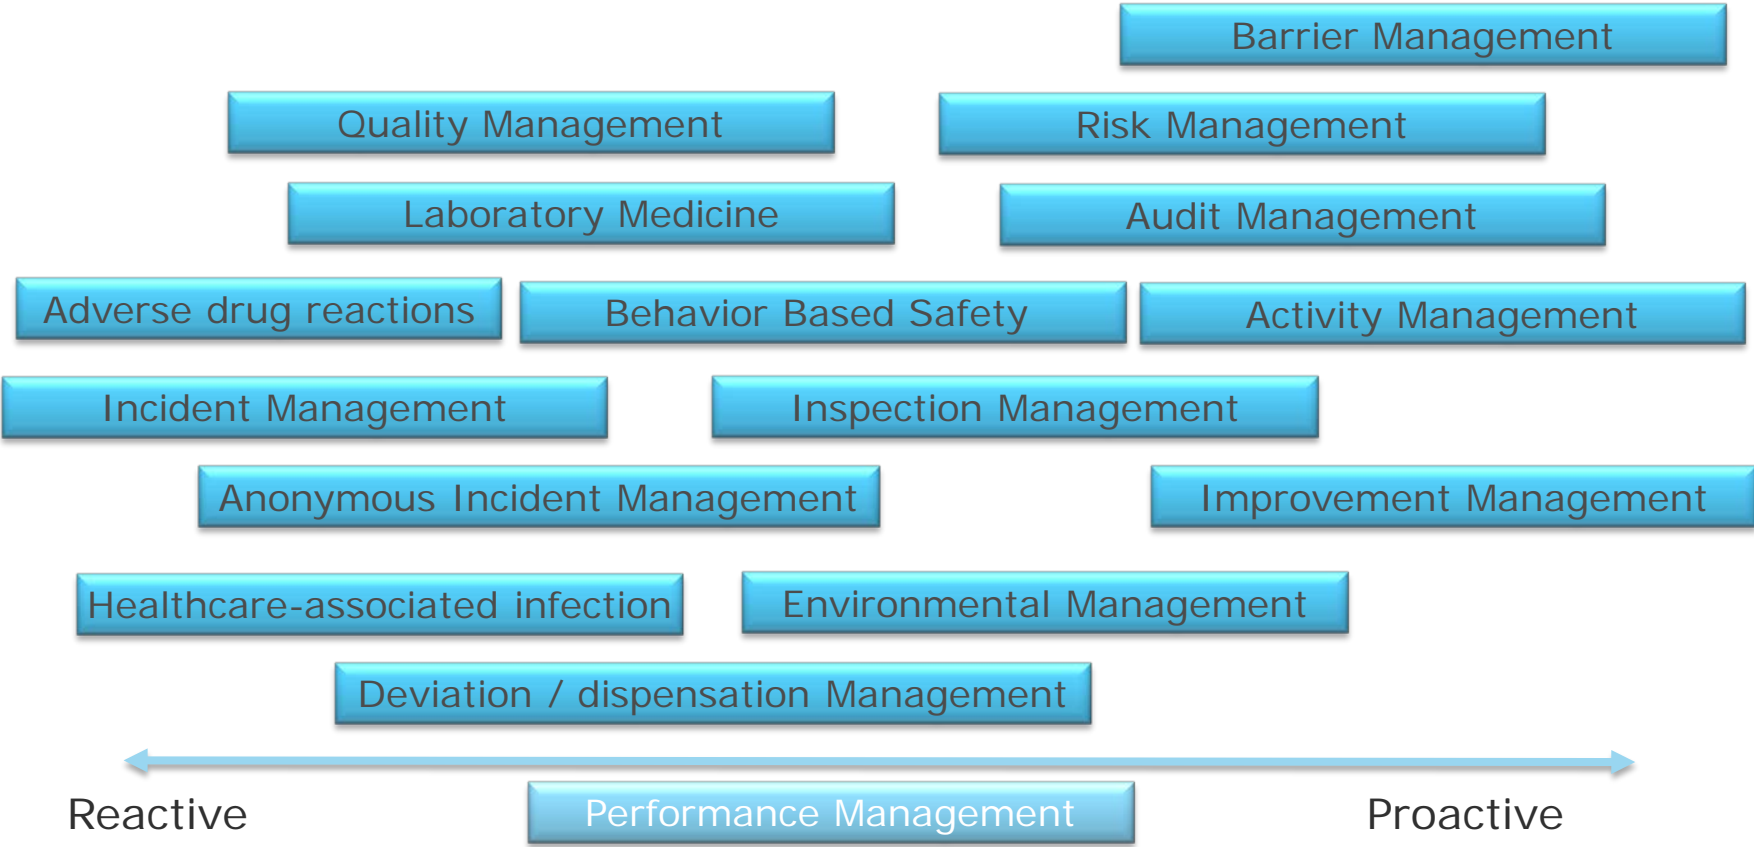 Barrier Management
Quality Management
Risk Management
Laboratory Medicine
Audit Management
Adverse drug reactions
Behavior Based Safety
Activity Management
Incident Management
Inspection Management
Anonymous Incident Management
Improvement Management
Healthcare-associated infection
Environmental Management
Deviation / dispensation Management
Reactive
Performance Management
Proactive